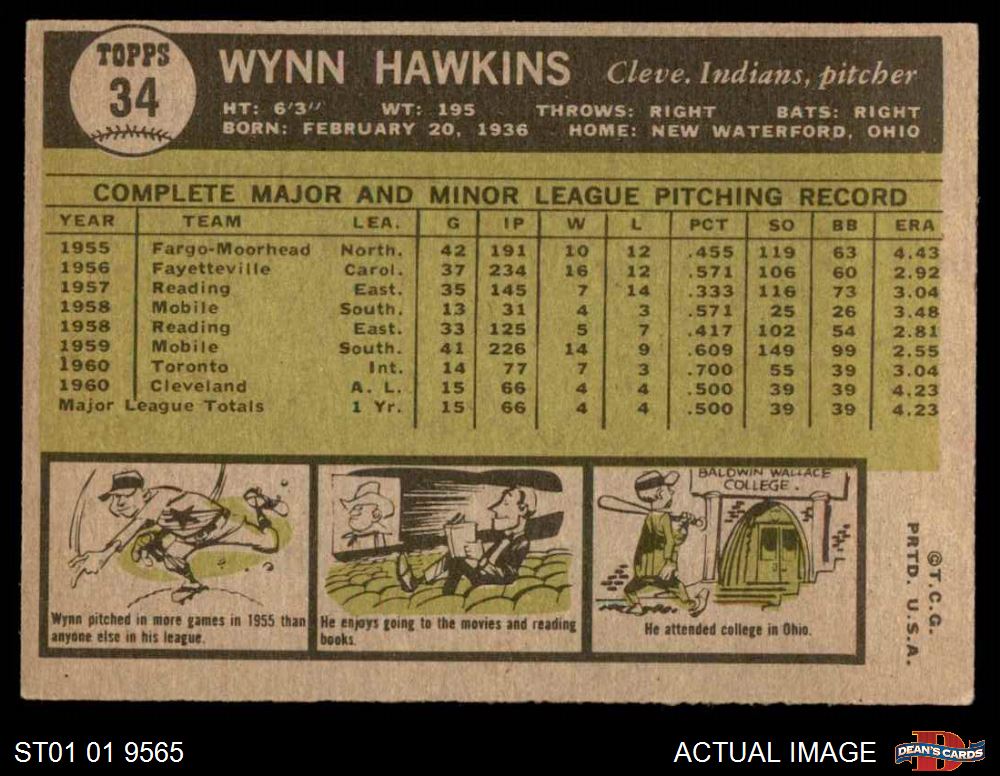 TOPPS
34
WYNN HAWKINS Cleve. Indians, pitcher
HT: 6'3" WT: 195 THROWS: RIGHT BATS: RIGHT
BORN: FEBRUARY 20, 1936 HOME: NEW WATERFORD, OHIO
COMPLETE MAJOR AND MINOR LEAGUE PITCHING RECORD
YEAR TEAM LEA. G IP W L PCT SO BB ERA
1955 Fargo-Moorhead North. 42 191 10 12 .455 119 63 4.43
1956 Fayetteville Carol. 37 234 16 12 .571 106 60 2.92
1957 Reading East. 35 145 7 14 .333 116 73 3.04
1958 Mobile South. 13 31 4 3 .571 25 26 3.48
1958 Reading East. 33 125 5 7 .417 102 54 2.81
1959 Mobile South. 41 226 14 9 .609 149 99 2.55
1960 Toronto Int. 14 77 7 3 .700 55 39 3.04
1960 Cleveland A. L. 15 66 4 4 .500 39 39 4.23
Major League Totals 1 Yr. 15 66 4 4 .500 39 39 4.23
Wynn pitched in more games in 1955 than
anyone else in his league.
He enjoys going to the movies and reading
books.
BALDWIN WALLACE
COLLEGE.
He attended college in Ohio.
©T.C.G.
PRTD. U.S.A.
ST01 01 9565
ACTUAL IMAGE
D
DEAN'S CARDS